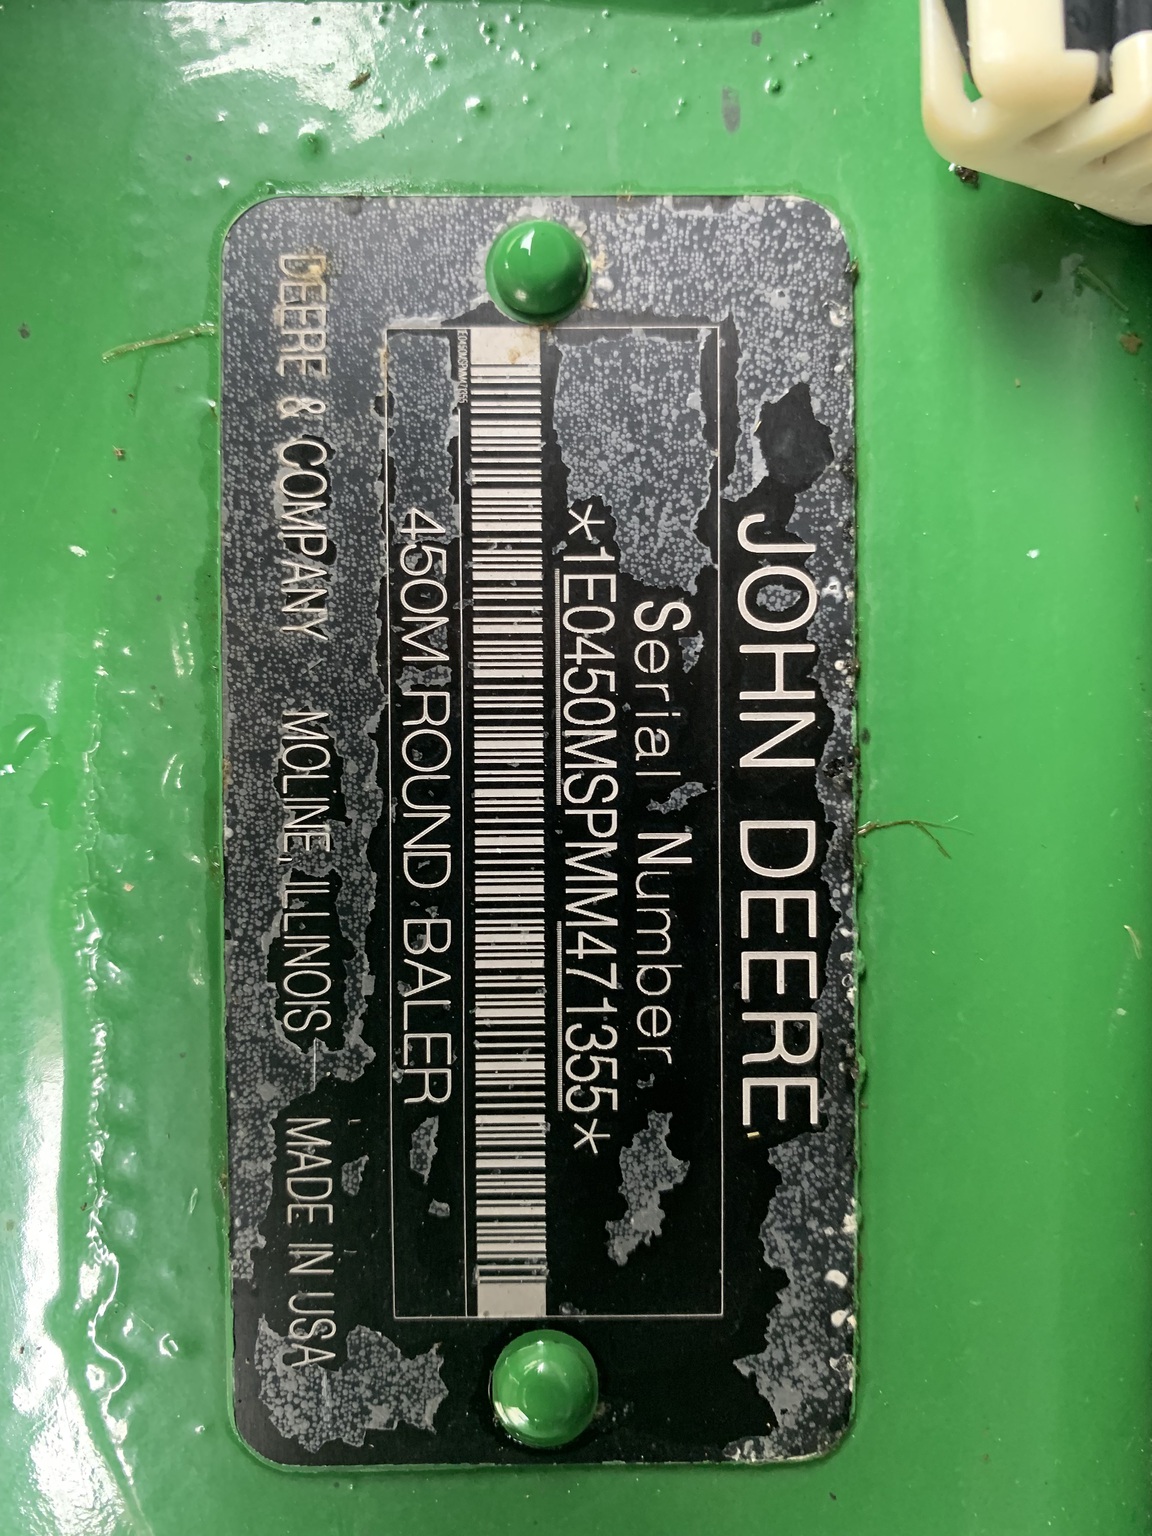 JOHN DEERE
Serial Number
*1E0450MSPMM471355*
450M ROUND BALER
DEERE & COMPANY MOLINE, ILLINOIS MADE IN USA